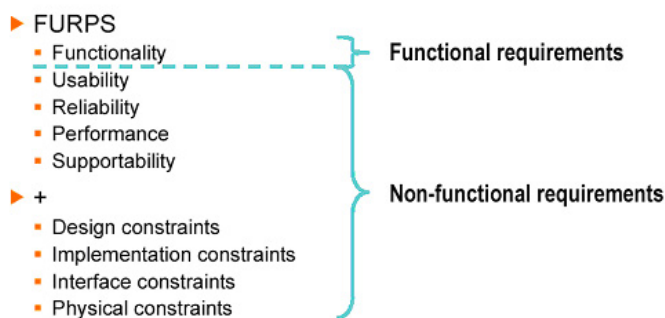 FURPS
Functionality
Usability
Reliability
Performance
Supportability
+
Design constraints
Implementation constraints
Interface constraints
Physical constraints
Functional requirements
Non-functional requirements